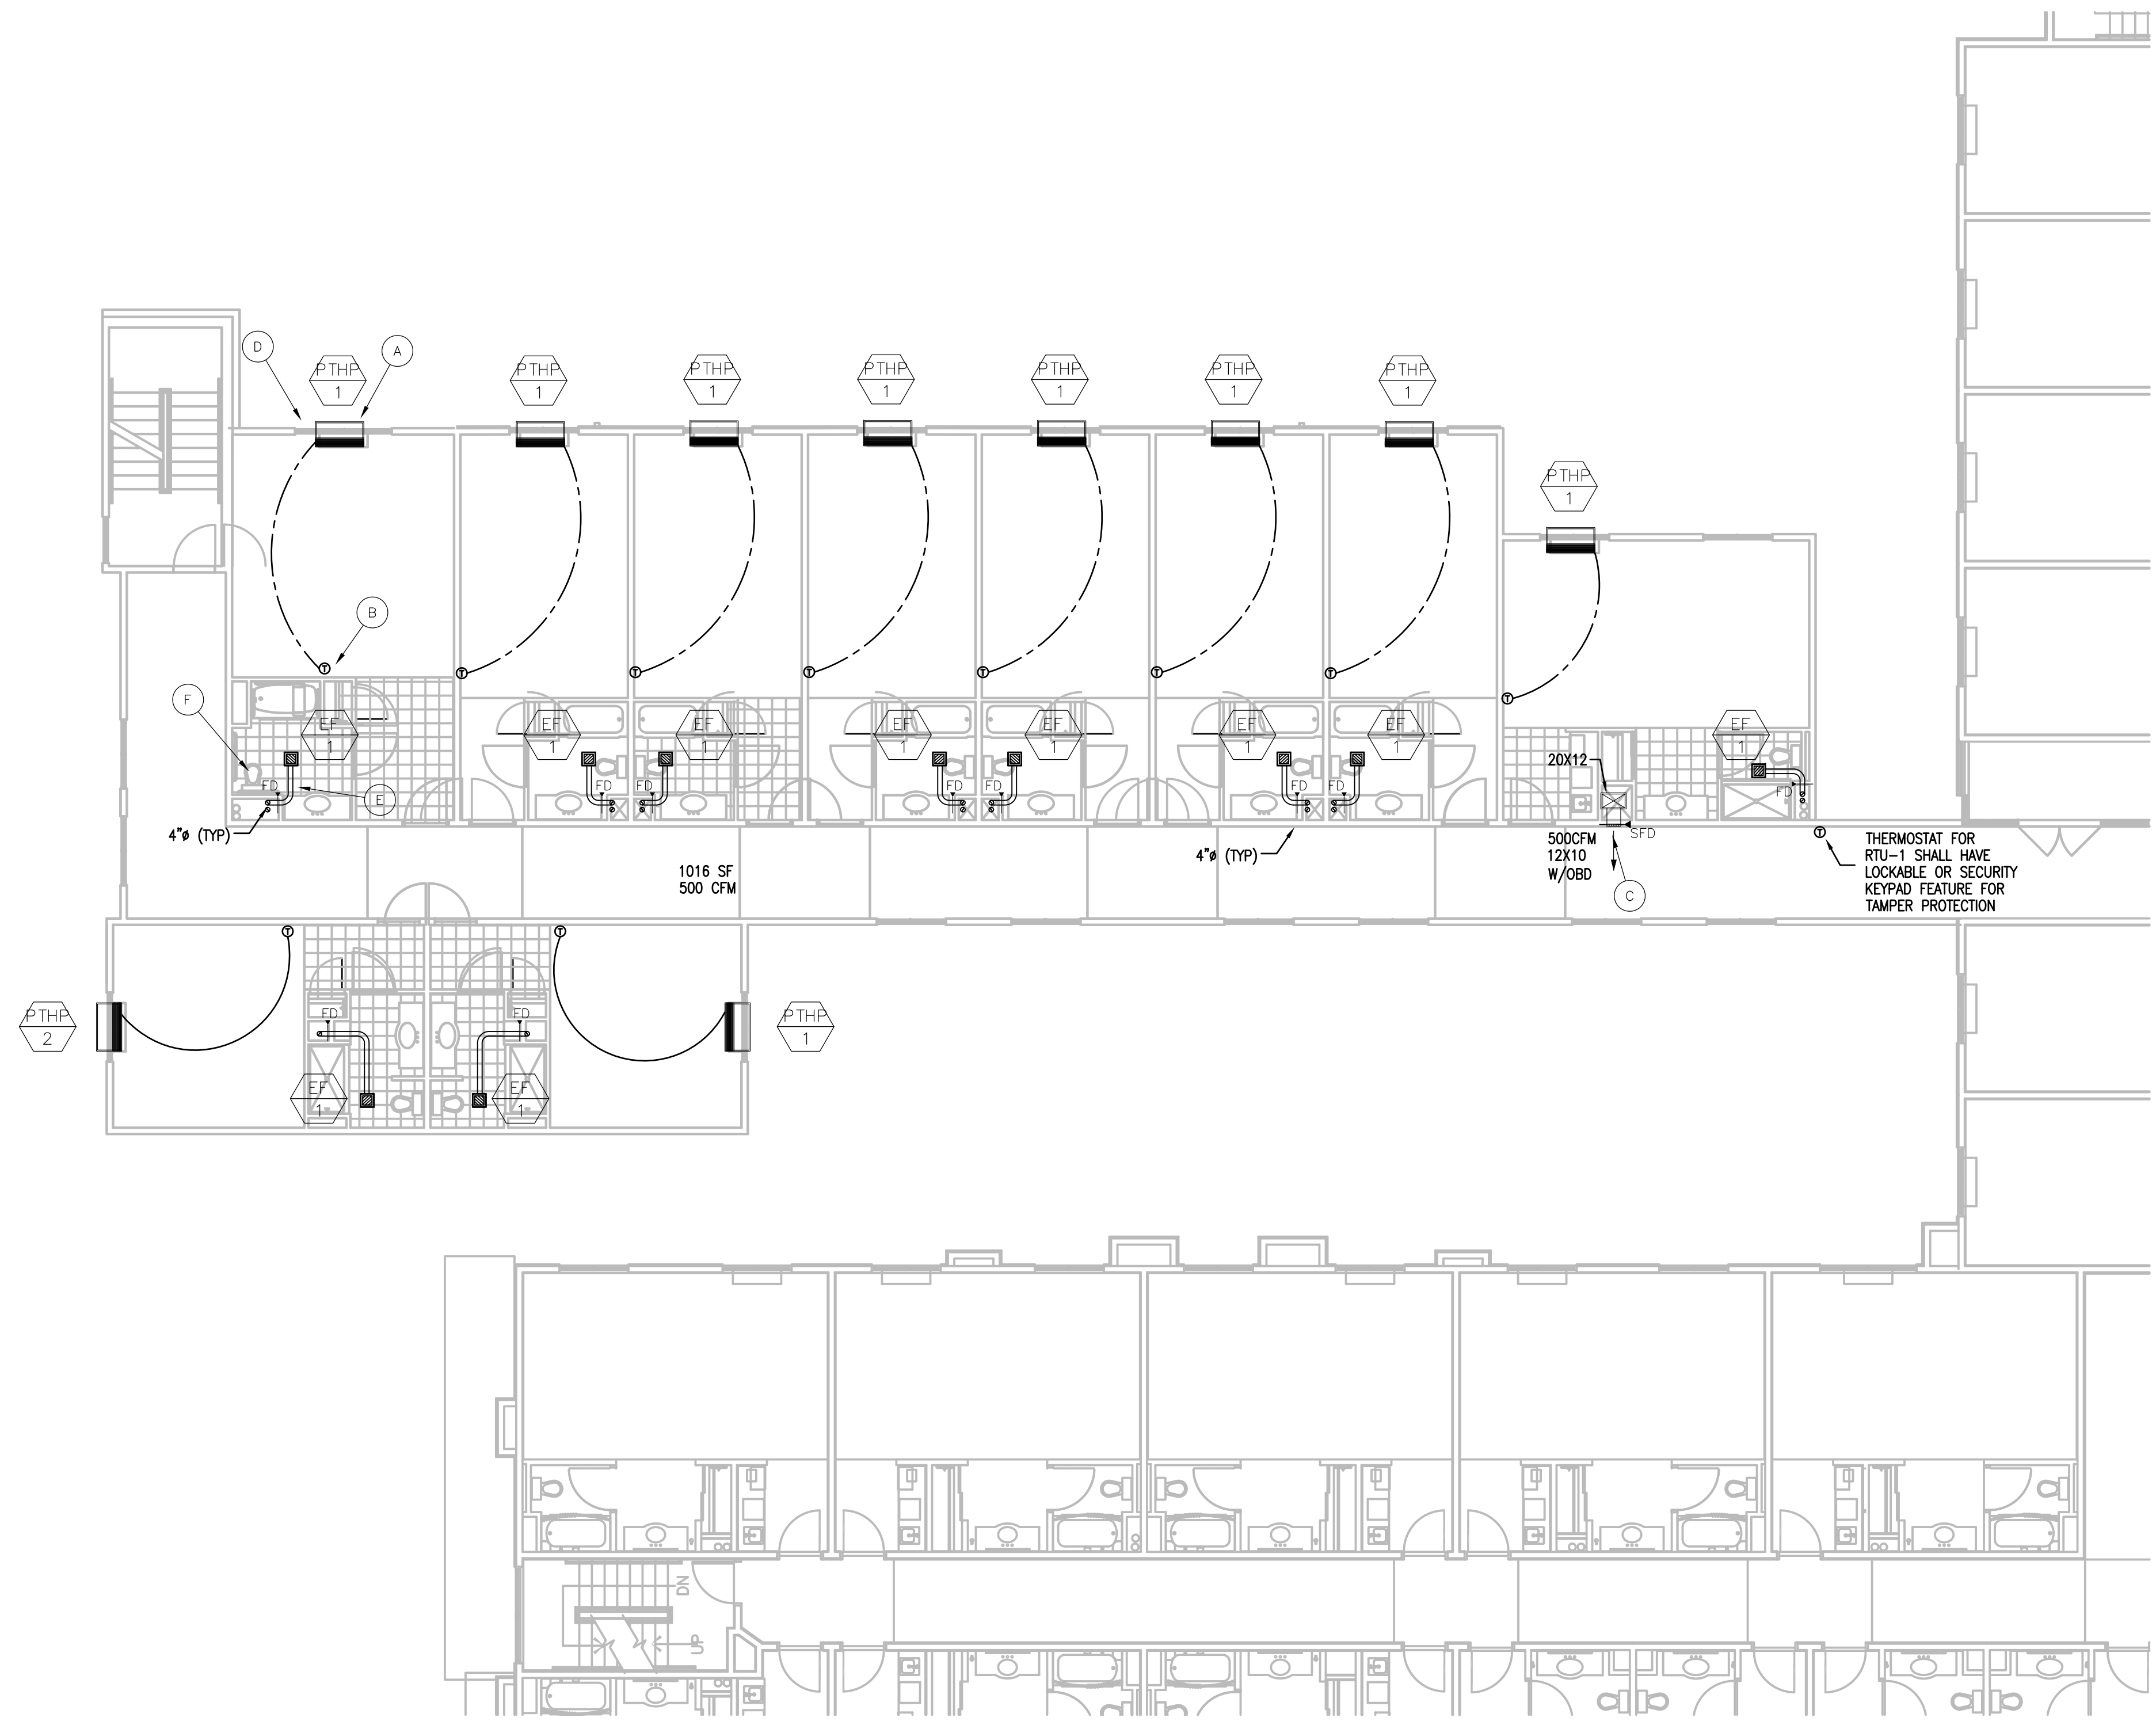 D
A
PTHP
1
PTHP
1
PTHP
1
PTHP
1
PTHP
1
PTHP
1
PTHP
1
PTHP
1
B
T
T
T
T
T
T
T
T
F
EF
1
EF
1
EF
1
EF
1
EF
1
EF
1
EF
1
EF
1
20X12
FD
FD
FD
FD
FD
FD
FD
FD
E
4"ø (TYP)
4"ø (TYP)
1016 SF
500 CFM
500CFM
12X10
W/OBD
SFD
C
T
THERMOSTAT FOR
RTU-1 SHALL HAVE
LOCKABLE OR SECURITY
KEYPAD FEATURE FOR
TAMPER PROTECTION
T
T
PTHP
2
FD
FD
PTHP
1
EF
1
EF
1
DN
UP